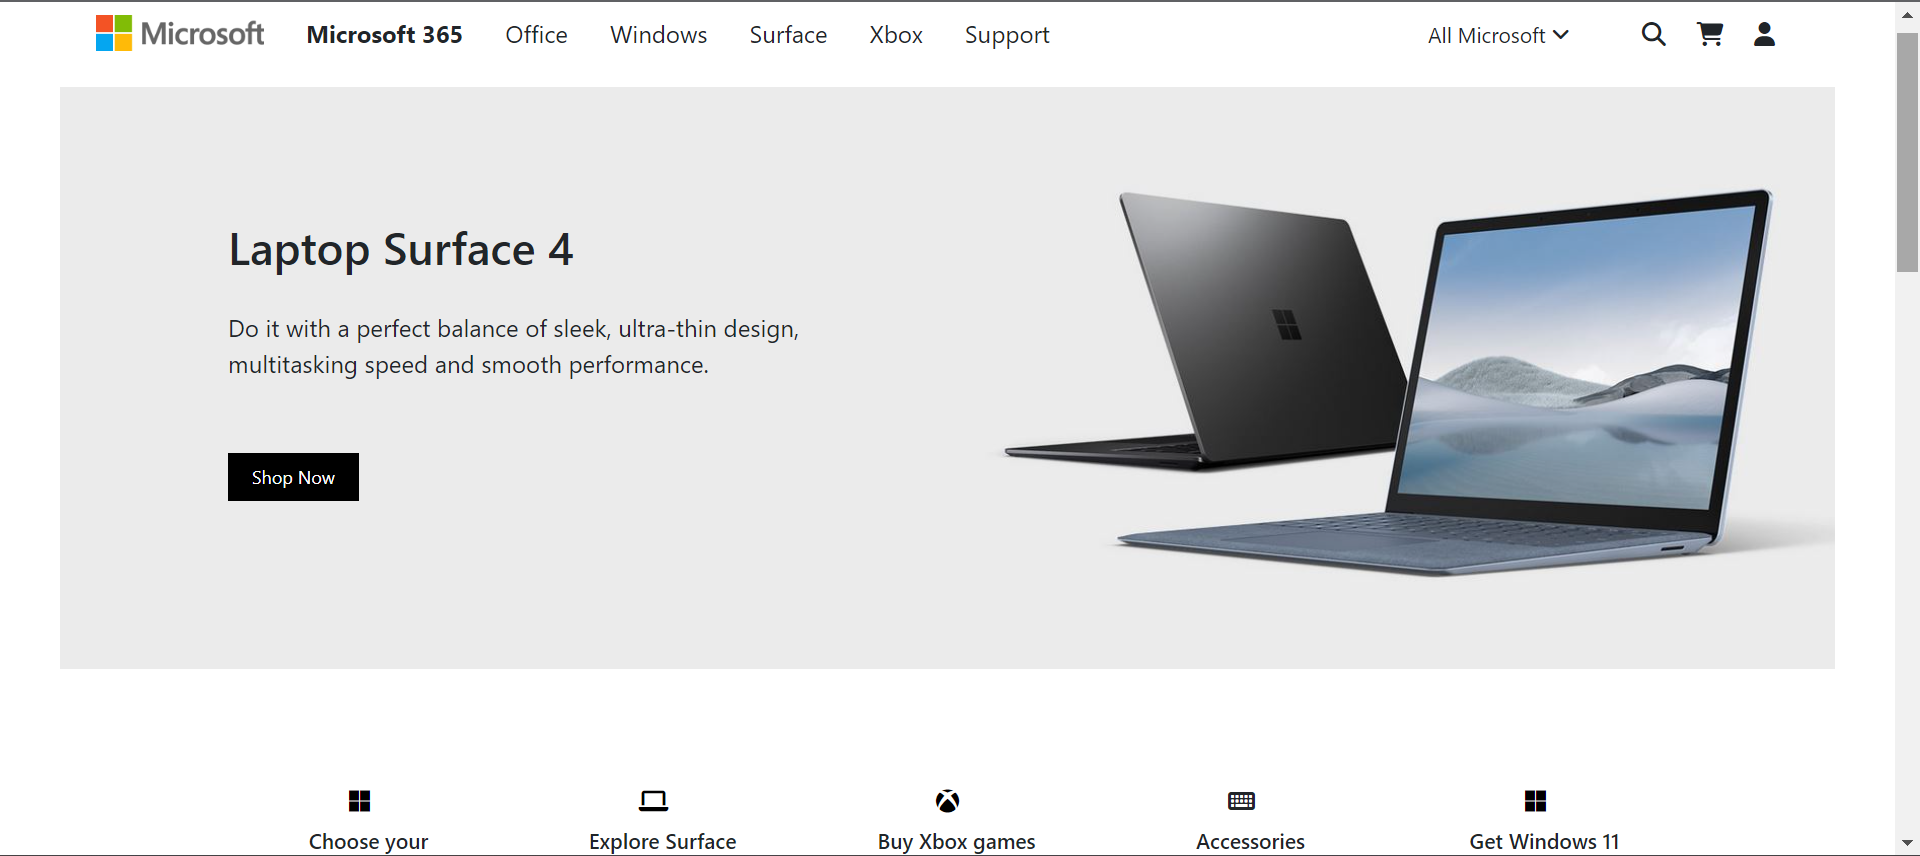 Microsoft Microsoft 365 Office Windows Surface Xbox Support All Microsoft
Laptop Surface 4
Do it with a perfect balance of sleek, ultra-thin design,
multitasking speed and smooth performance.
Shop Now
Choose your Explore Surface Buy Xbox games Accessories Get Windows 11